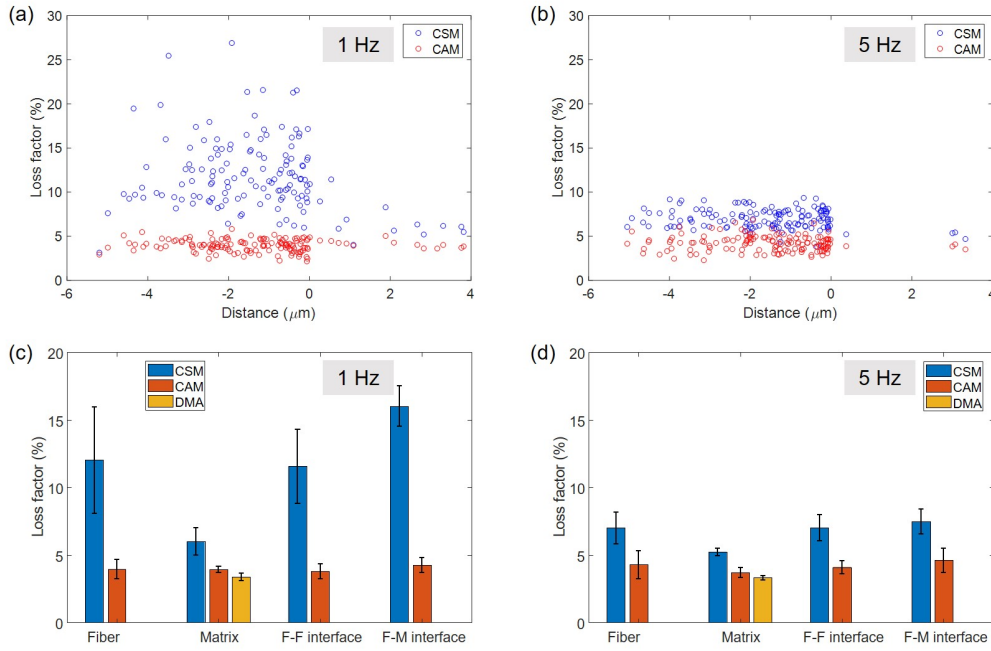 (a)
1 Hz
CSM
CAM
Loss factor (%)
30
25
20
15
10
5
0
-6 -4 -2 0 2 4
Distance (μm)
(b)
5 Hz
CSM
CAM
Loss factor (%)
30
25
20
15
10
5
0
-6 -4 -2 0 2 4
Distance (μm)
(c)
CSM
CAM
DMA
1 Hz
Loss factor (%)
20
15
10
5
0
Fiber Matrix F-F interface F-M interface
(d)
5 Hz
CSM
CAM
DMA
Loss factor (%)
20
15
10
5
0
Fiber Matrix F-F interface F-M interface